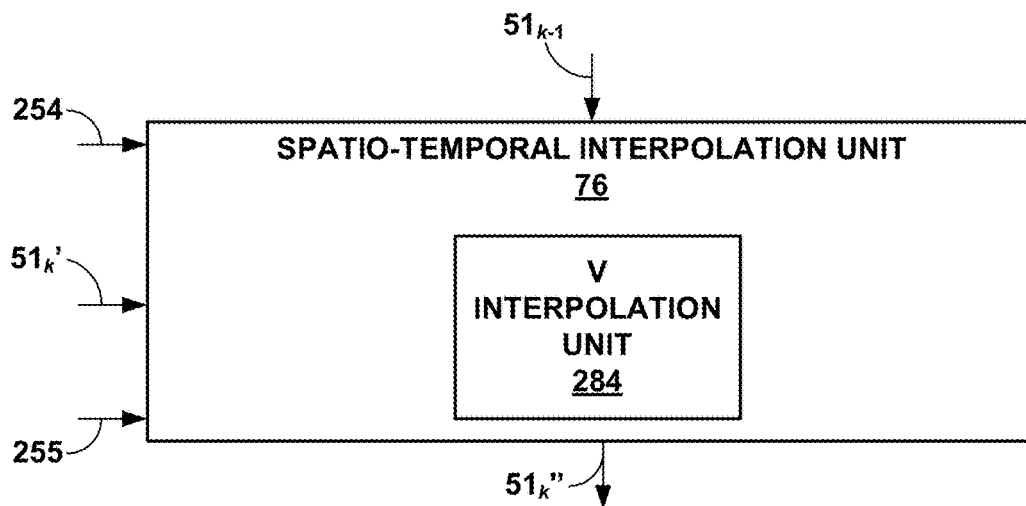 51k-1
254
SPATIO-TEMPORAL INTERPOLATION UNIT
76
51k'
V
INTERPOLATION
UNIT
284
255
51k"